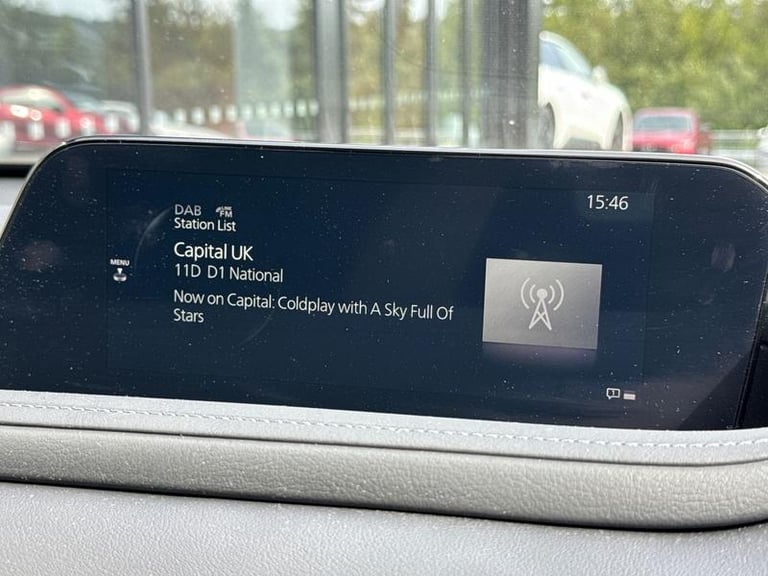 15:46
DAB LINK FM
Station List
Capital UK
MENU
11D D1 National
Now on Capital: Coldplay with A Sky Full Of
Stars